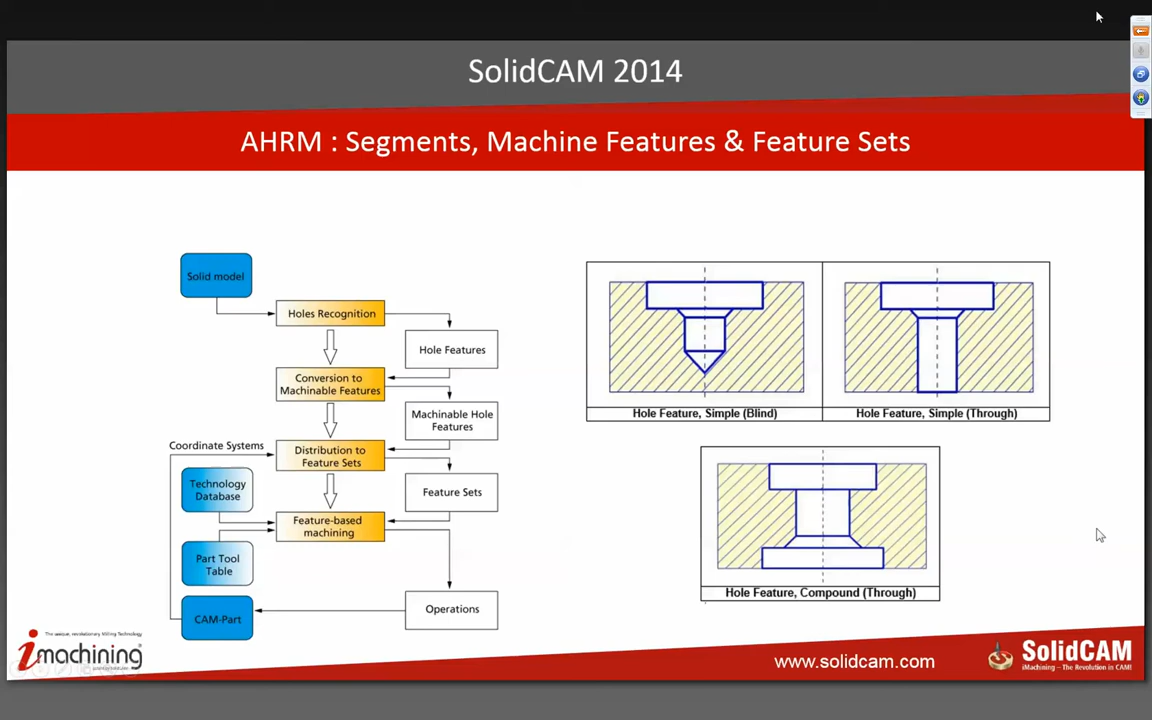 SolidCAM 2014
AHRM : Segments, Machine Features & Feature Sets
Solid model
Holes Recognition
Hole Features
Conversion to
Machinable Features
Machinable Hole
Features
Coordinate Systems
Distribution to
Feature Sets
Technology
Database
Feature Sets
Feature-based
machining
Part Tool
Table
Operations
CAM-Part
Hole Feature, Simple (Blind)
Hole Feature, Simple (Through)
Hole Feature, Compound (Through)
The unique, revolutionary Milling Technology
imachining
www.solidcam.com
SolidCAM
iMachining – The Revolution in CAM!